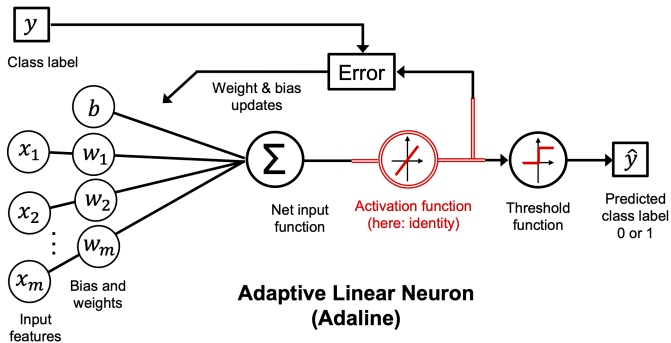 y
Class label
Error
Weight & bias
updates
b
x₁
w₁
x₂
w₂
⋮
xₘ
wₘ
Σ
ŷ
Net input
function
Activation function
(here: identity)
Threshold
function
Predicted
class label
0 or 1
Bias and
weights
Input
features
Adaptive Linear Neuron
(Adaline)